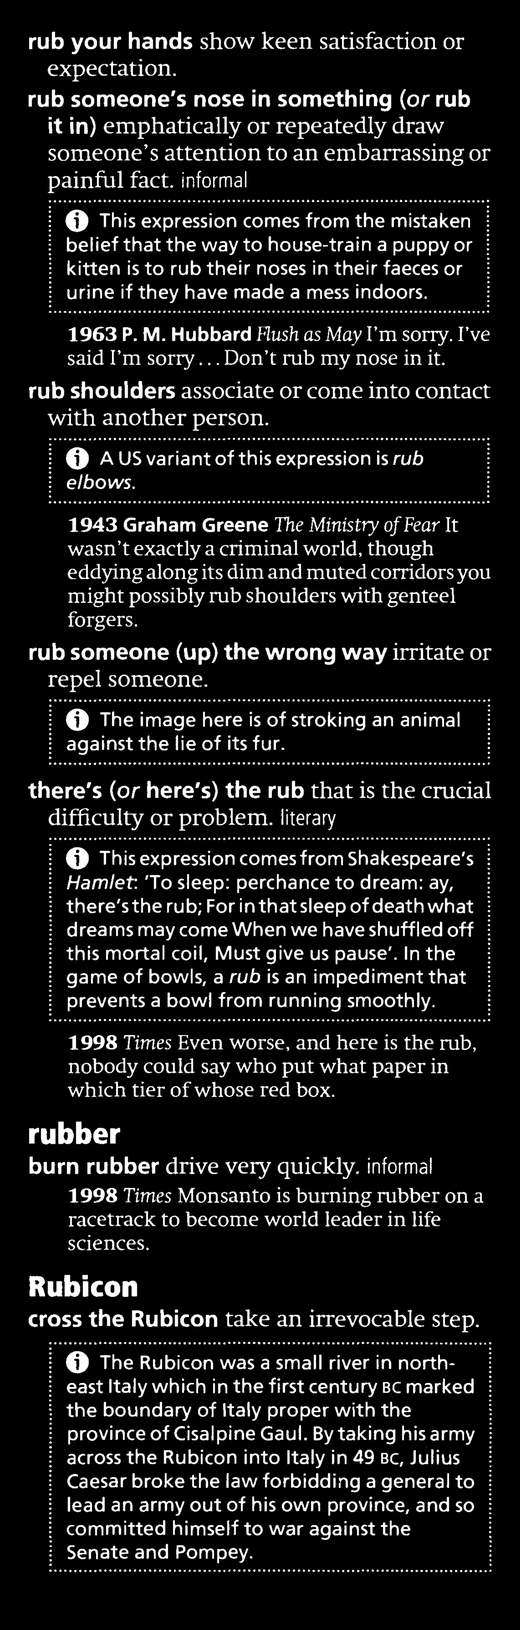 rub your hands show keen satisfaction or
expectation.
rub someone's nose in something (or rub
it in) emphatically or repeatedly draw
someone's attention to an embarrassing or
painful fact. informal
i This expression comes from the mistaken
belief that the way to house-train a puppy or
kitten is to rub their noses in their faeces or
urine if they have made a mess indoors.
1963 P. M. Hubbard Flush as May I'm sorry. I've
said I'm sorry... Don't rub my nose in it.
rub shoulders associate or come into contact
with another person.
i A US variant of this expression is rub
elbows.
1943 Graham Greene The Ministry of Fear It
wasn't exactly a criminal world, though
eddying along its dim and muted corridors you
might possibly rub shoulders with genteel
forgers.
rub someone (up) the wrong way irritate or
repel someone.
i The image here is of stroking an animal
against the lie of its fur.
there's (or here's) the rub that is the crucial
difficulty or problem. literary
i This expression comes from Shakespeare's
Hamlet: 'To sleep: perchance to dream: ay,
there's the rub; For in that sleep of death what
dreams may come When we have shuffled off
this mortal coil, Must give us pause'. In the
game of bowls, a rub is an impediment that
prevents a bowl from running smoothly.
1998 Times Even worse, and here is the rub,
nobody could say who put what paper in
which tier of whose red box.
rubber
burn rubber drive very quickly. informal
1998 Times Monsanto is burning rubber on a
racetrack to become world leader in life
sciences.
Rubicon
cross the Rubicon take an irrevocable step.
i The Rubicon was a small river in north-
east Italy which in the first century BC marked
the boundary of Italy proper with the
province of Cisalpine Gaul. By taking his army
across the Rubicon into Italy in 49 BC, Julius
Caesar broke the law forbidding a general to
lead an army out of his own province, and so
committed himself to war against the
Senate and Pompey.